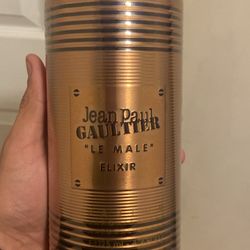 Jean Paul
GAULTIER
"LE MALE"
ELIXIR